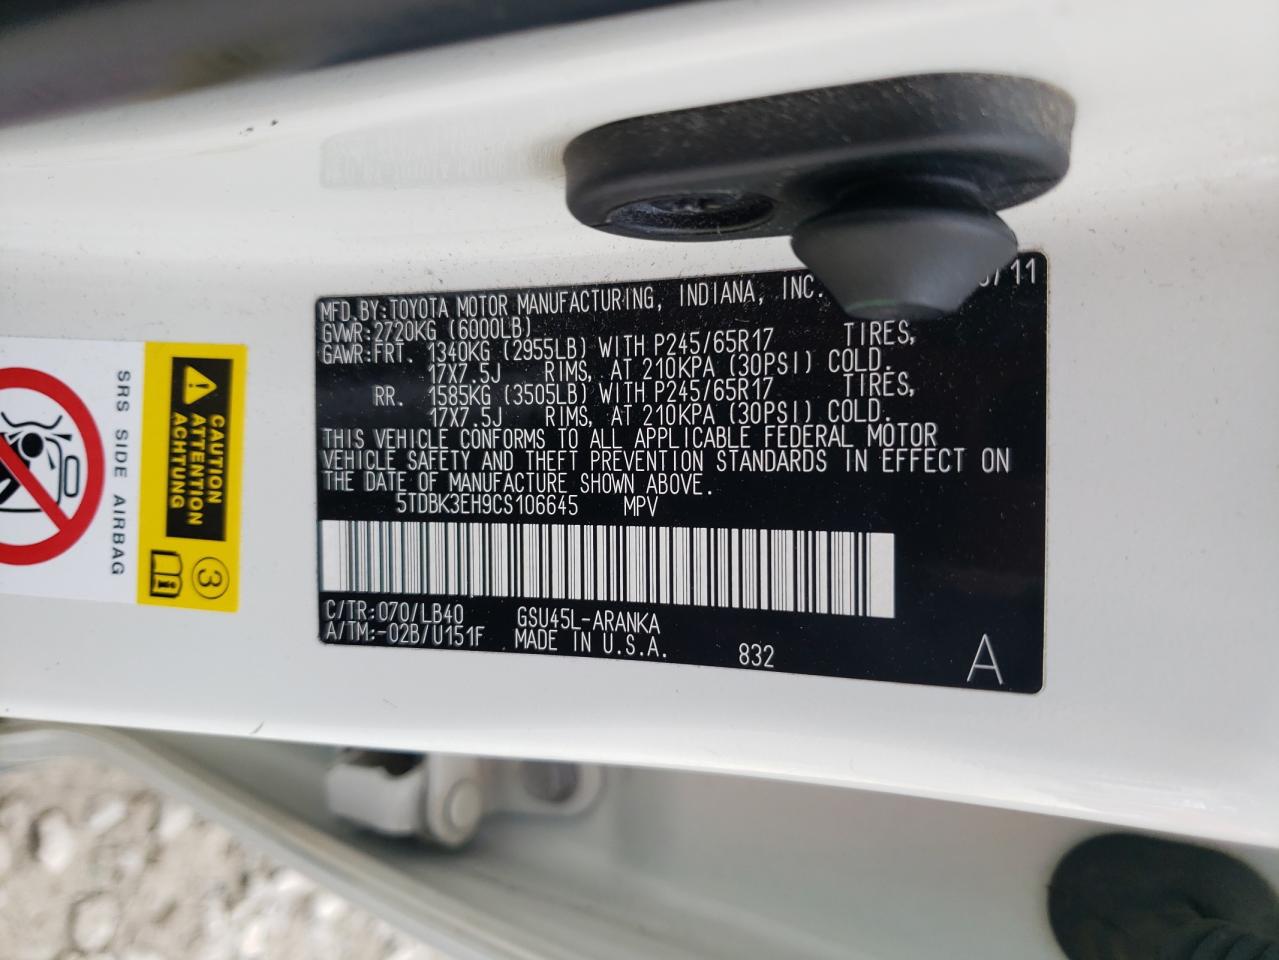 MFD.BY:TOYOTA MOTOR MANUFACTURING, INDIANA, INC. /11
GVWR:2720KG (6000LB)
GAWR:FRT. 1340KG (2955LB) WITH P245/65R17 TIRES,
17X7.5J RIMS, AT 210KPA (30PSI) COLD.
RR. 1585KG (3505LB) WITH P245/65R17 TIRES,
17X7.5J RIMS, AT 210KPA (30PSI) COLD.
THIS VEHICLE CONFORMS TO ALL APPLICABLE FEDERAL MOTOR
VEHICLE SAFETY AND THEFT PREVENTION STANDARDS IN EFFECT ON
THE DATE OF MANUFACTURE SHOWN ABOVE.
5TDBK3EH9CS106645 MPV
C/TR:070/LB40 GSU45L-ARANKA
A/TM:-02B/U151F MADE IN U.S.A. 832 A
CAUTION
ATTENTION
ACHTUNG
3
SRS SIDE AIRBAG